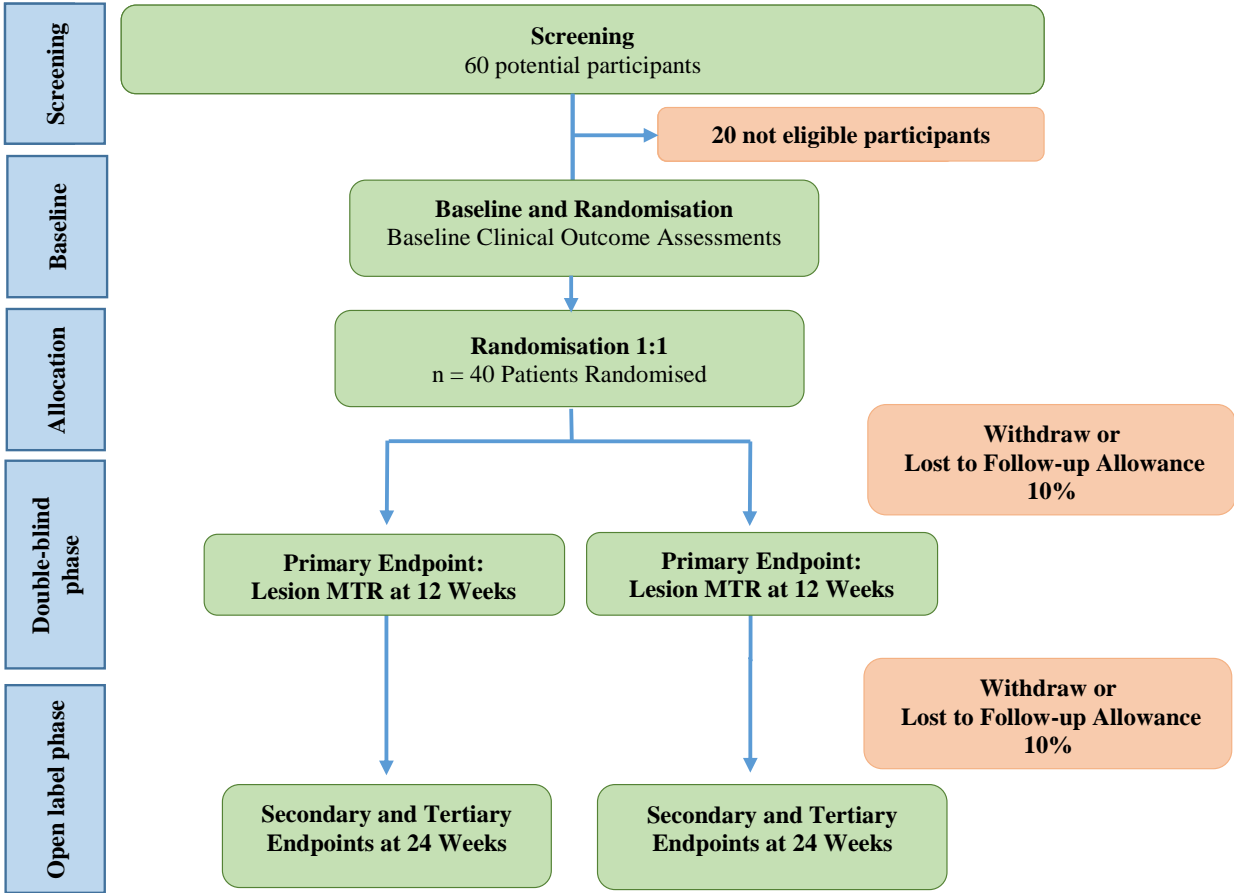 Screening
Screening
60 potential participants
20 not eligible participants
Baseline
Baseline and Randomisation
Baseline Clinical Outcome Assessments
Allocation
Randomisation 1:1
n = 40 Patients Randomised
Withdraw or
Lost to Follow-up Allowance
10%
Double-blind
phase
Primary Endpoint:
Lesion MTR at 12 Weeks
Primary Endpoint:
Lesion MTR at 12 Weeks
Withdraw or
Lost to Follow-up Allowance
10%
Open label phase
Secondary and Tertiary
Endpoints at 24 Weeks
Secondary and Tertiary
Endpoints at 24 Weeks